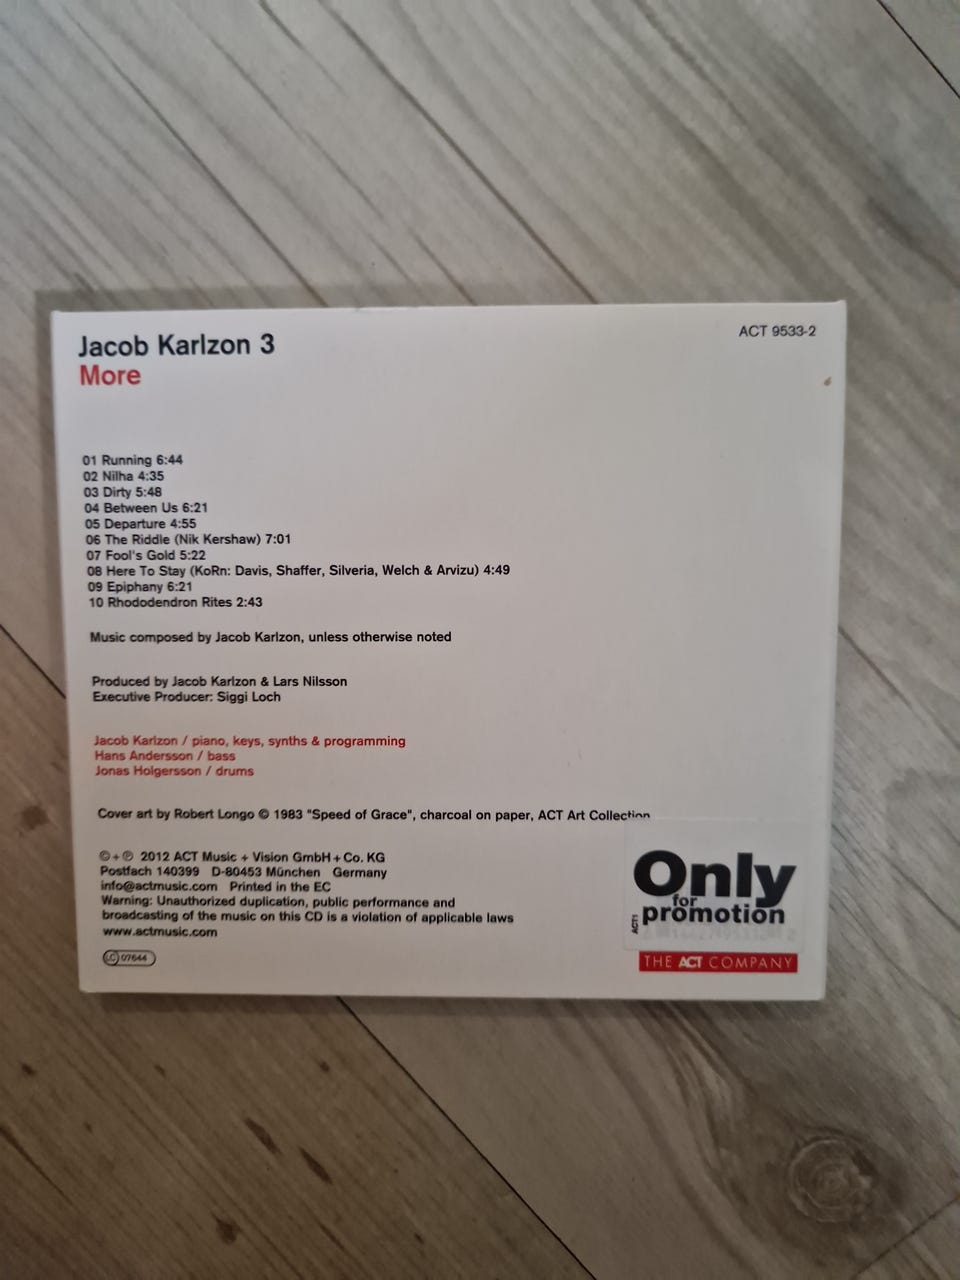 Jacob Karlzon 3
More
ACT 9533-2
01 Running 6:44
02 Nilha 4:35
03 Dirty 5:48
04 Between Us 6:21
05 Departure 4:55
06 The Riddle (Nik Kershaw) 7:01
07 Fool's Gold 5:22
08 Here To Stay (KoRn: Davis, Shaffer, Silveria, Welch & Arvizu) 4:49
09 Epiphany 6:21
10 Rhododendron Rites 2:43
Music composed by Jacob Karlzon, unless otherwise noted
Produced by Jacob Karlzon & Lars Nilsson
Executive Producer: Siggi Loch
Jacob Karlzon / piano, keys, synths & programming
Hans Andersson / bass
Jonas Holgersson / drums
Cover art by Robert Longo © 1983 "Speed of Grace", charcoal on paper, ACT Art Collection
©+℗ 2012 ACT Music + Vision GmbH + Co. KG
Postfach 140399 D-80453 München Germany
info@actmusic.com Printed in the EC
Warning: Unauthorized duplication, public performance and
broadcasting of the music on this CD is a violation of applicable laws
www.actmusic.com
LC 07644
Only
for
promotion
ACT1
THE ACT COMPANY